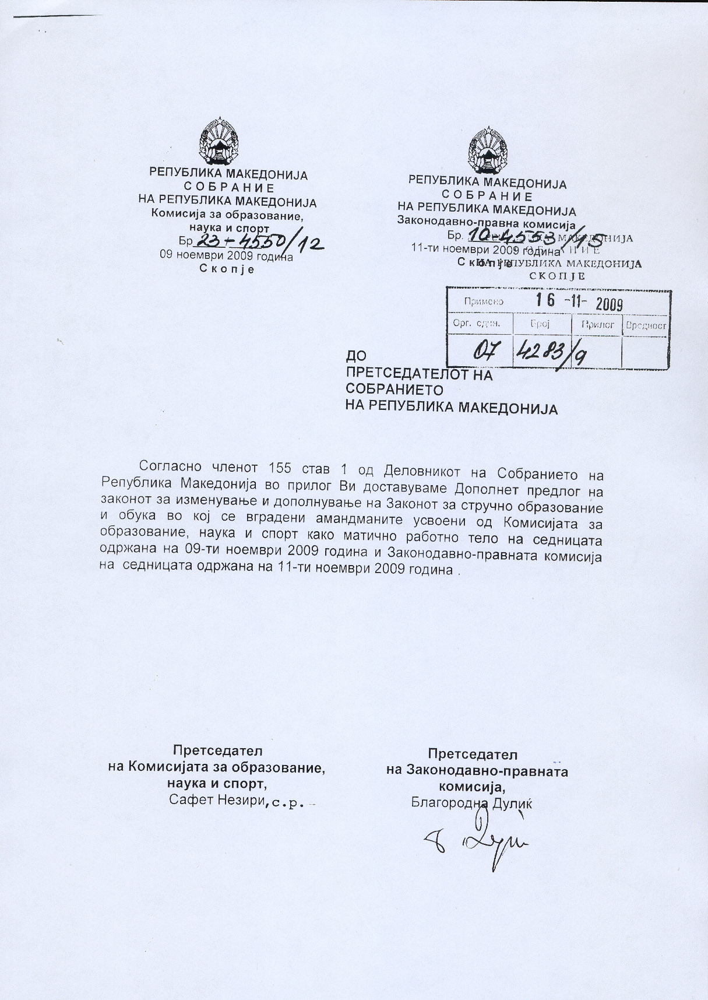 РЕПУБЛИКА МАКЕДОНИЈА
С О Б Р А Н И Е
НА РЕПУБЛИКА МАКЕДОНИЈА
Комисија за образование,
наука и спорт
Бр 23-4550/12
09 ноември 2009 година
С к о п ј е
РЕПУБЛИКА МАКЕДОНИЈА
С О Б Р А Н И Е
НА РЕПУБЛИКА МАКЕДОНИЈА
Законодавно-правна комисија
Бр. 10-4553/15
11-ти ноември 2009 година
С к о п ј е
МАКЕДОНИЈА
НА РЕПУБЛИКА МАКЕДОНИЈА
СКОПЈЕ
Примено 16 -11- 2009
Орг. един. Број Прилог Вредност
07 4283/9
ДО
ПРЕТСЕДАТЕЛОТ НА
СОБРАНИЕТО
НА РЕПУБЛИКА МАКЕДОНИЈА
Согласно членот 155 став 1 од Деловникот на Собранието на
Република Македонија во прилог Ви доставуваме Дополнет предлог на
законот за изменување и дополнување на Законот за стручно образование
и обука во кој се вградени амандманите усвоени од Комисијата за
образование, наука и спорт како матично работно тело на седницата
одржана на 09-ти ноември 2009 година и Законодавно-правната комисија
на седницата одржана на 11-ти ноември 2009 година .
Претседател
на Комисијата за образование,
наука и спорт,
Сафет Незири, с.р.
Претседател
на Законодавно-правната
комисија,
Благородна Дулиќ